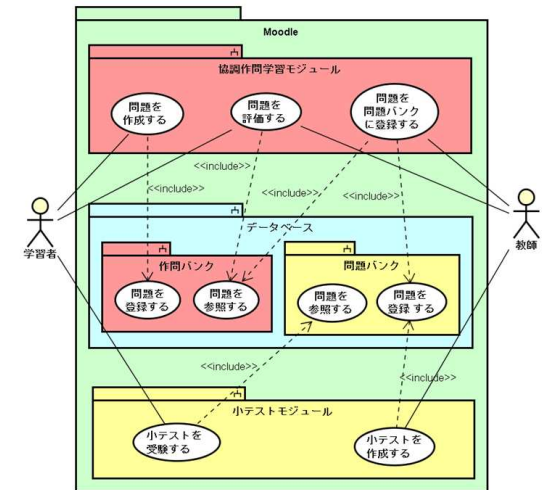 Moodle
協調作問学習モジュール
問題を
作成する
問題を
評価する
問題を
問題バンク
に登録する
<<include>>
<<include>>
<<include>>
<<include>>
学習者
教師
データベース
作問バンク
問題を
登録する
問題を
参照する
問題バンク
問題を
参照する
問題を
登録 する
<<include>>
<<include>>
小テストモジュール
小テストを
受験する
小テストを
作成する